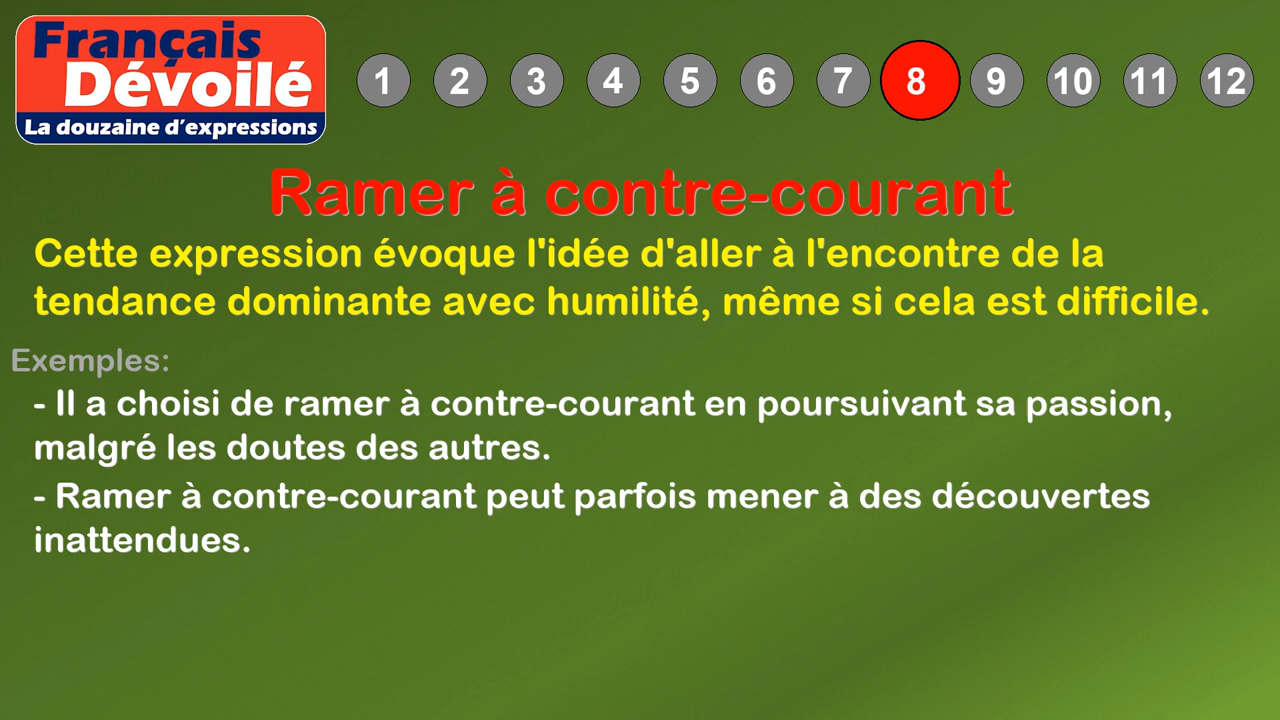 Français
Dévoilé
La douzaine d'expressions
1 2 3 4 5 6 7 8 9 10 11 12
Ramer à contre-courant
Cette expression évoque l'idée d'aller à l'encontre de la
tendance dominante avec humilité, même si cela est difficile.
Exemples:
- Il a choisi de ramer à contre-courant en poursuivant sa passion,
malgré les doutes des autres.
- Ramer à contre-courant peut parfois mener à des découvertes
inattendues.